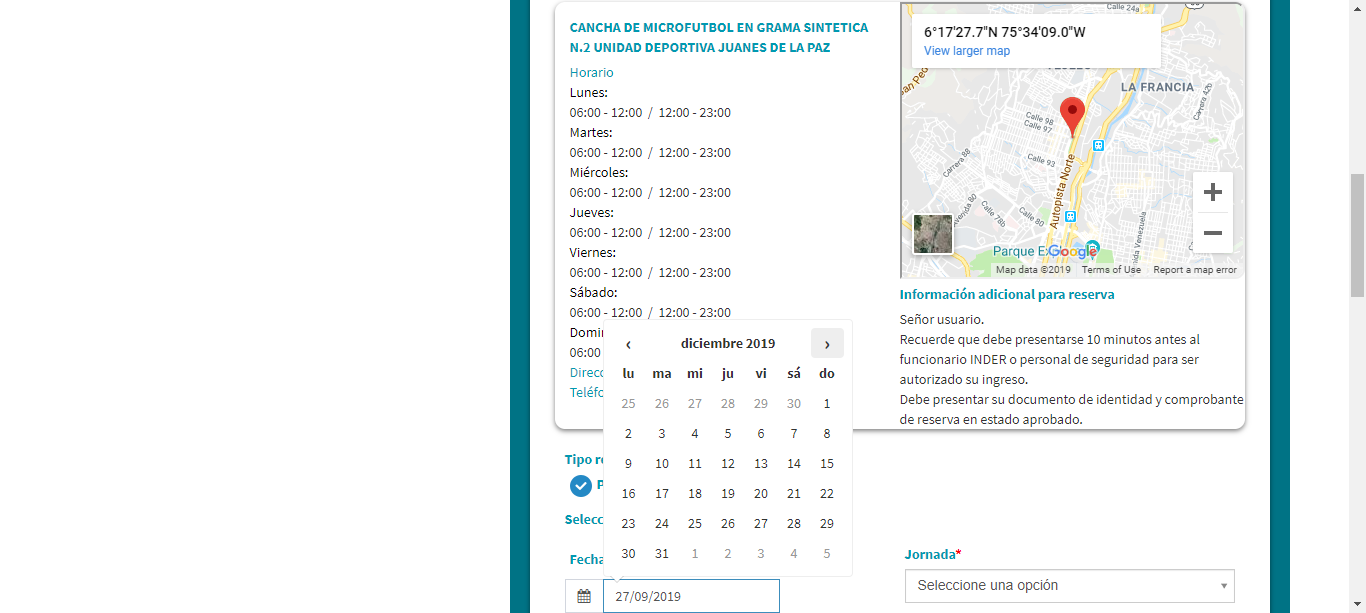 CANCHA DE MICROFUTBOL EN GRAMA SINTETICA
N.2 UNIDAD DEPORTIVA JUANES DE LA PAZ
Horario
Lunes:
06:00 - 12:00 / 12:00 - 23:00
Martes:
06:00 - 12:00 / 12:00 - 23:00
Miércoles:
06:00 - 12:00 / 12:00 - 23:00
Jueves:
06:00 - 12:00 / 12:00 - 23:00
Viernes:
06:00 - 12:00 / 12:00 - 23:00
Sábado:
06:00 - 12:00 / 12:00 - 23:00
Domin
06:00
Direcc
Teléfo
6°17'27.7"N 75°34'09.0"W
View larger map
Calle 24a
LA FRANCIA
Carrera 42b
Calle 98
Calle 97
Calle 93
Carrera 88
Autopista Norte
Avenida 80
Calle 78b
Calle 80
Venezuela
Parque E
Google
Map data ©2019 Terms of Use Report a map error
Información adicional para reserva
Señor usuario.
Recuerde que debe presentarse 10 minutos antes al
funcionario INDER o personal de seguridad para ser
autorizado su ingreso.
Debe presentar su documento de identidad y comprobante
de reserva en estado aprobado.
‹ diciembre 2019 ›
lu ma mi ju vi sá do
25 26 27 28 29 30 1
2 3 4 5 6 7 8
9 10 11 12 13 14 15
16 17 18 19 20 21 22
23 24 25 26 27 28 29
30 31 1 2 3 4 5
Tipo re
P
Selecc
Fecha
27/09/2019
Jornada*
Seleccione una opción